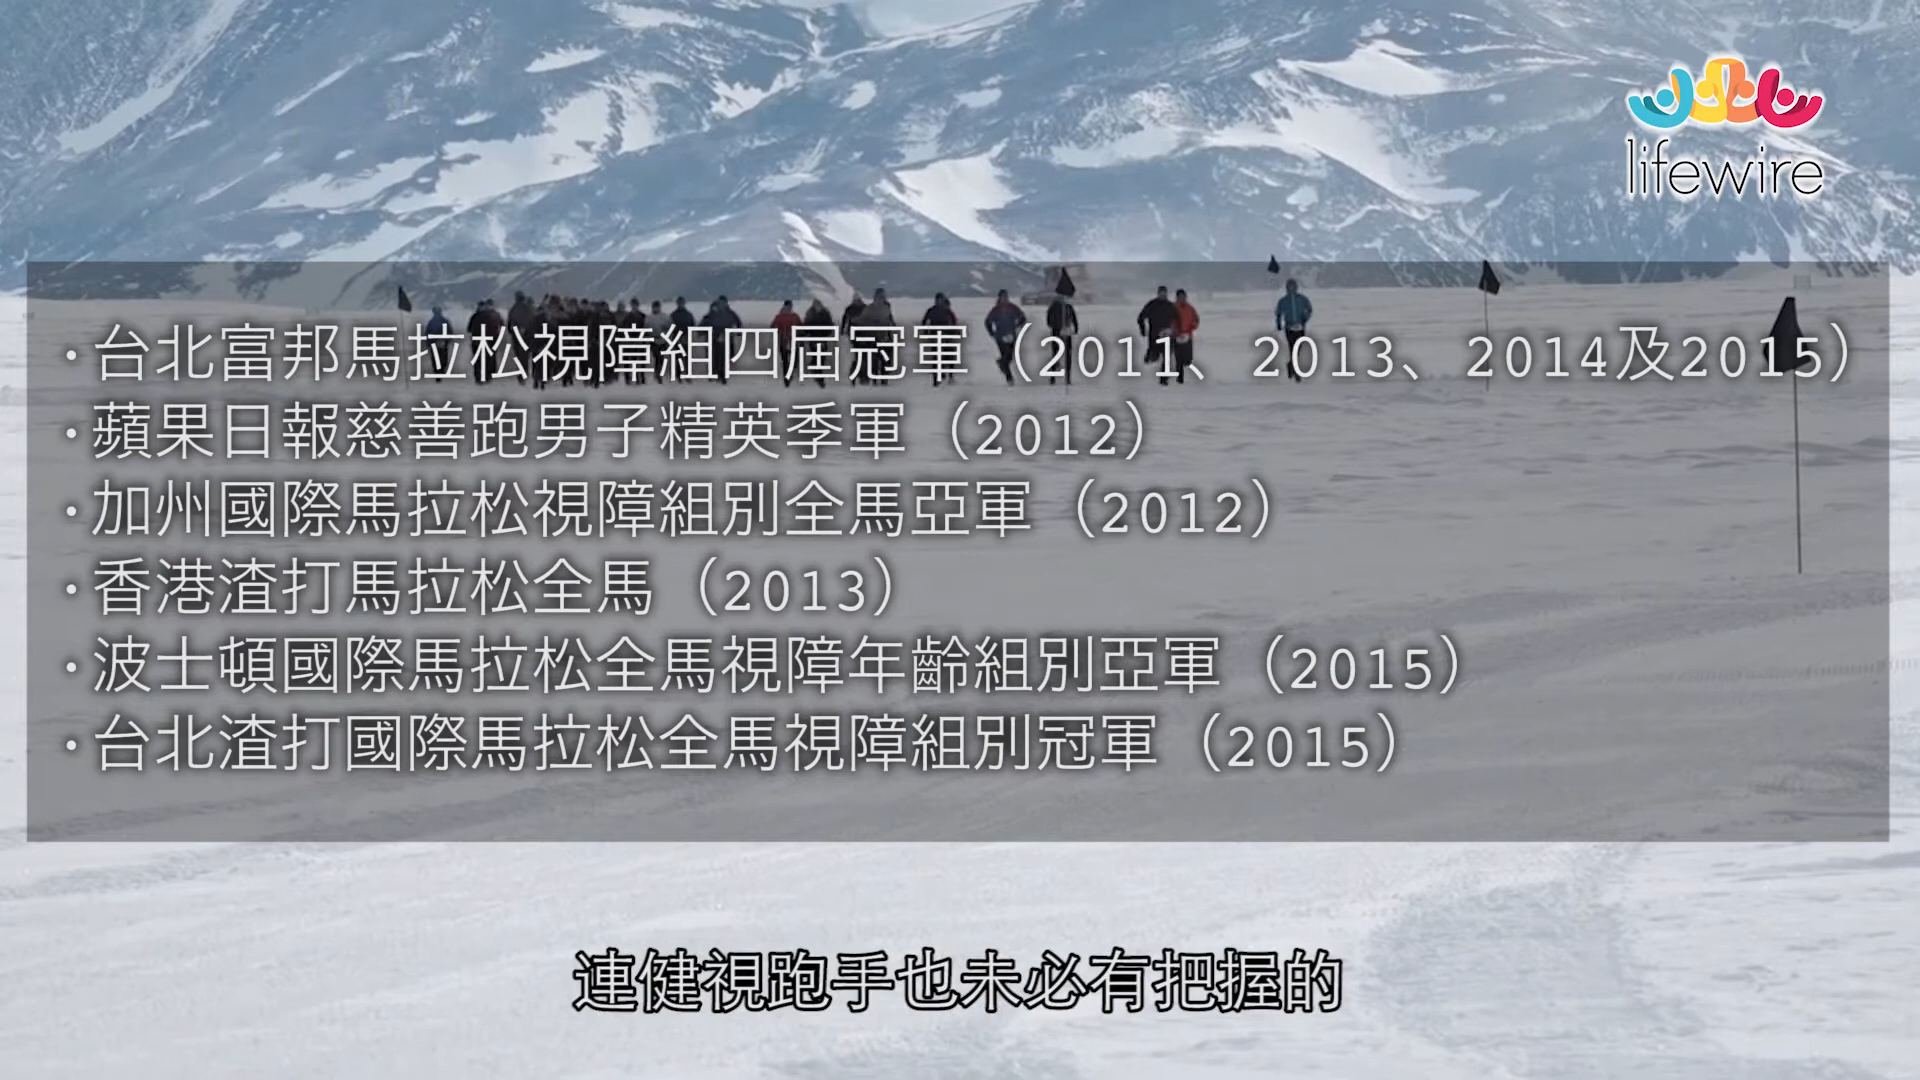 lifewire
·台北富邦馬拉松視障組四屆冠軍（2011、2013、2014及2015）
·蘋果日報慈善跑男子精英季軍（2012）
·加州國際馬拉松視障組別全馬亞軍（2012）
·香港渣打馬拉松全馬（2013）
·波士頓國際馬拉松全馬視障年齡組別亞軍（2015）
·台北渣打國際馬拉松全馬視障組別冠軍（2015）
連健視跑手也未必有把握的